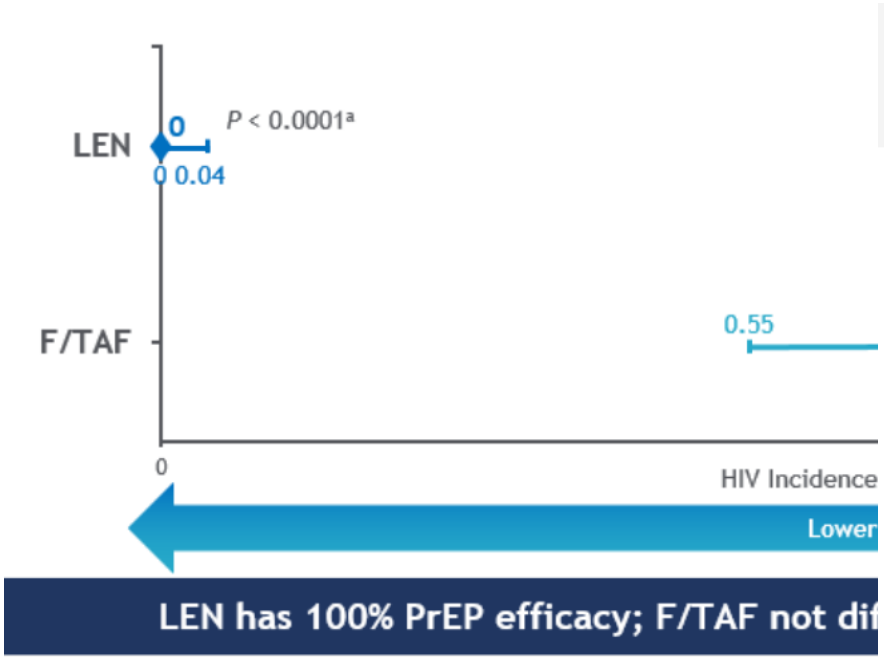 0
P < 0.0001ᵃ
LEN
0 0.04
0.55
F/TAF
0
HIV Incidence
Lower
LEN has 100% PrEP efficacy; F/TAF not